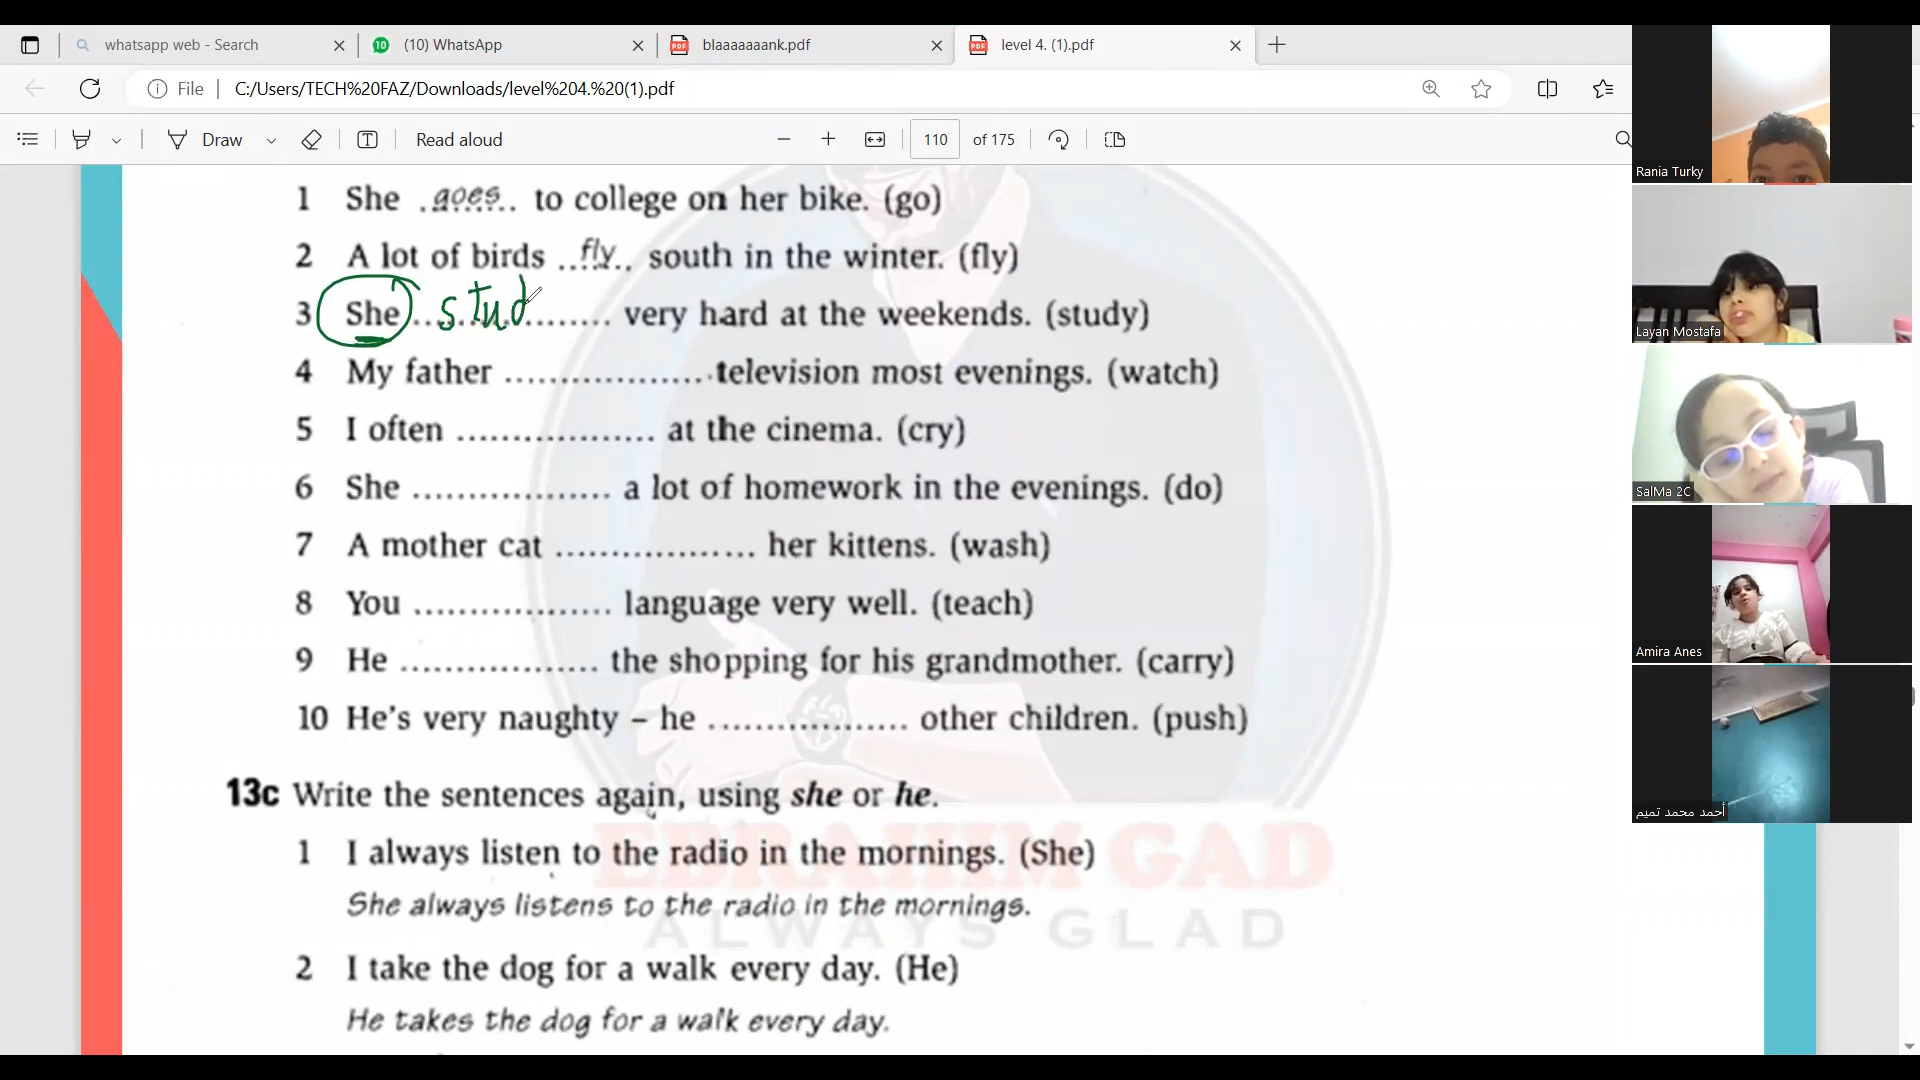 whatsapp web - Search
(10) WhatsApp
blaaaaaaank.pdf
level 4. (1).pdf
File
C:/Users/TECH%20FAZ/Downloads/level%204.%20(1).pdf
Draw
Read aloud
110 of 175
1 She .goes.. to college on her bike. (go)
2 A lot of birds ..fly.. south in the winter. (fly)
3 She stud .................. very hard at the weekends. (study)
4 My father .................. television most evenings. (watch)
5 I often .................. at the cinema. (cry)
6 She .................. a lot of homework in the evenings. (do)
7 A mother cat .................. her kittens. (wash)
8 You .................. language very well. (teach)
9 He .................. the shopping for his grandmother. (carry)
10 He's very naughty – he .................. other children. (push)
13c Write the sentences again, using she or he.
1 I always listen to the radio in the mornings. (She)
She always listens to the radio in the mornings.
2 I take the dog for a walk every day. (He)
He takes the dog for a walk every day.
EBRAHIM GAD
ALWAYS GLAD
Rania Turky
Layan Mostafa
SalMa 2C
Amira Anes
أحمد محمد تميم